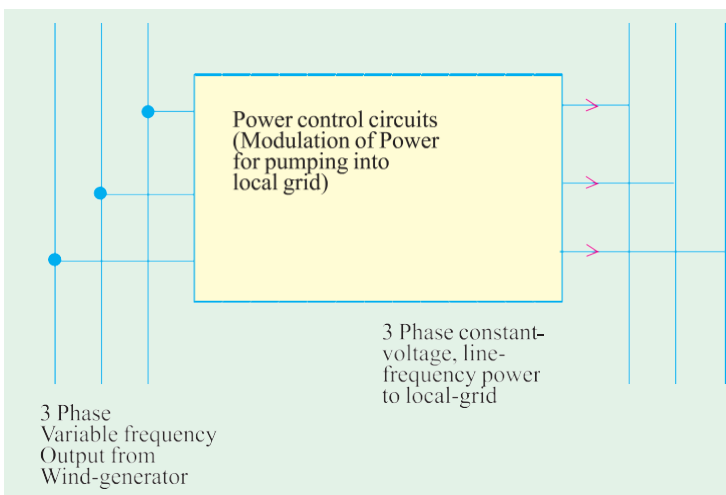 Power control circuits
(Modulation of Power
for pumping into
local grid)
3 Phase constant-
voltage, line-
frequency power
to local-grid
3 Phase
Variable frequency
Output from
Wind-generator